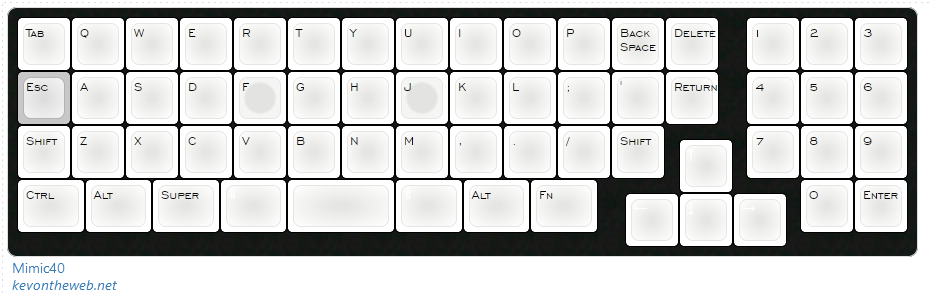 Tab Q W E R T Y U I O P Back Space Delete 1 2 3
Esc A S D F G H J K L ; ' Return 4 5 6
Shift Z X C V B N M , . / Shift ↑ 7 8 9
Ctrl Alt Super Alt Fn ← ↓ → 0 Enter
Mimic40
kevontheweb.net